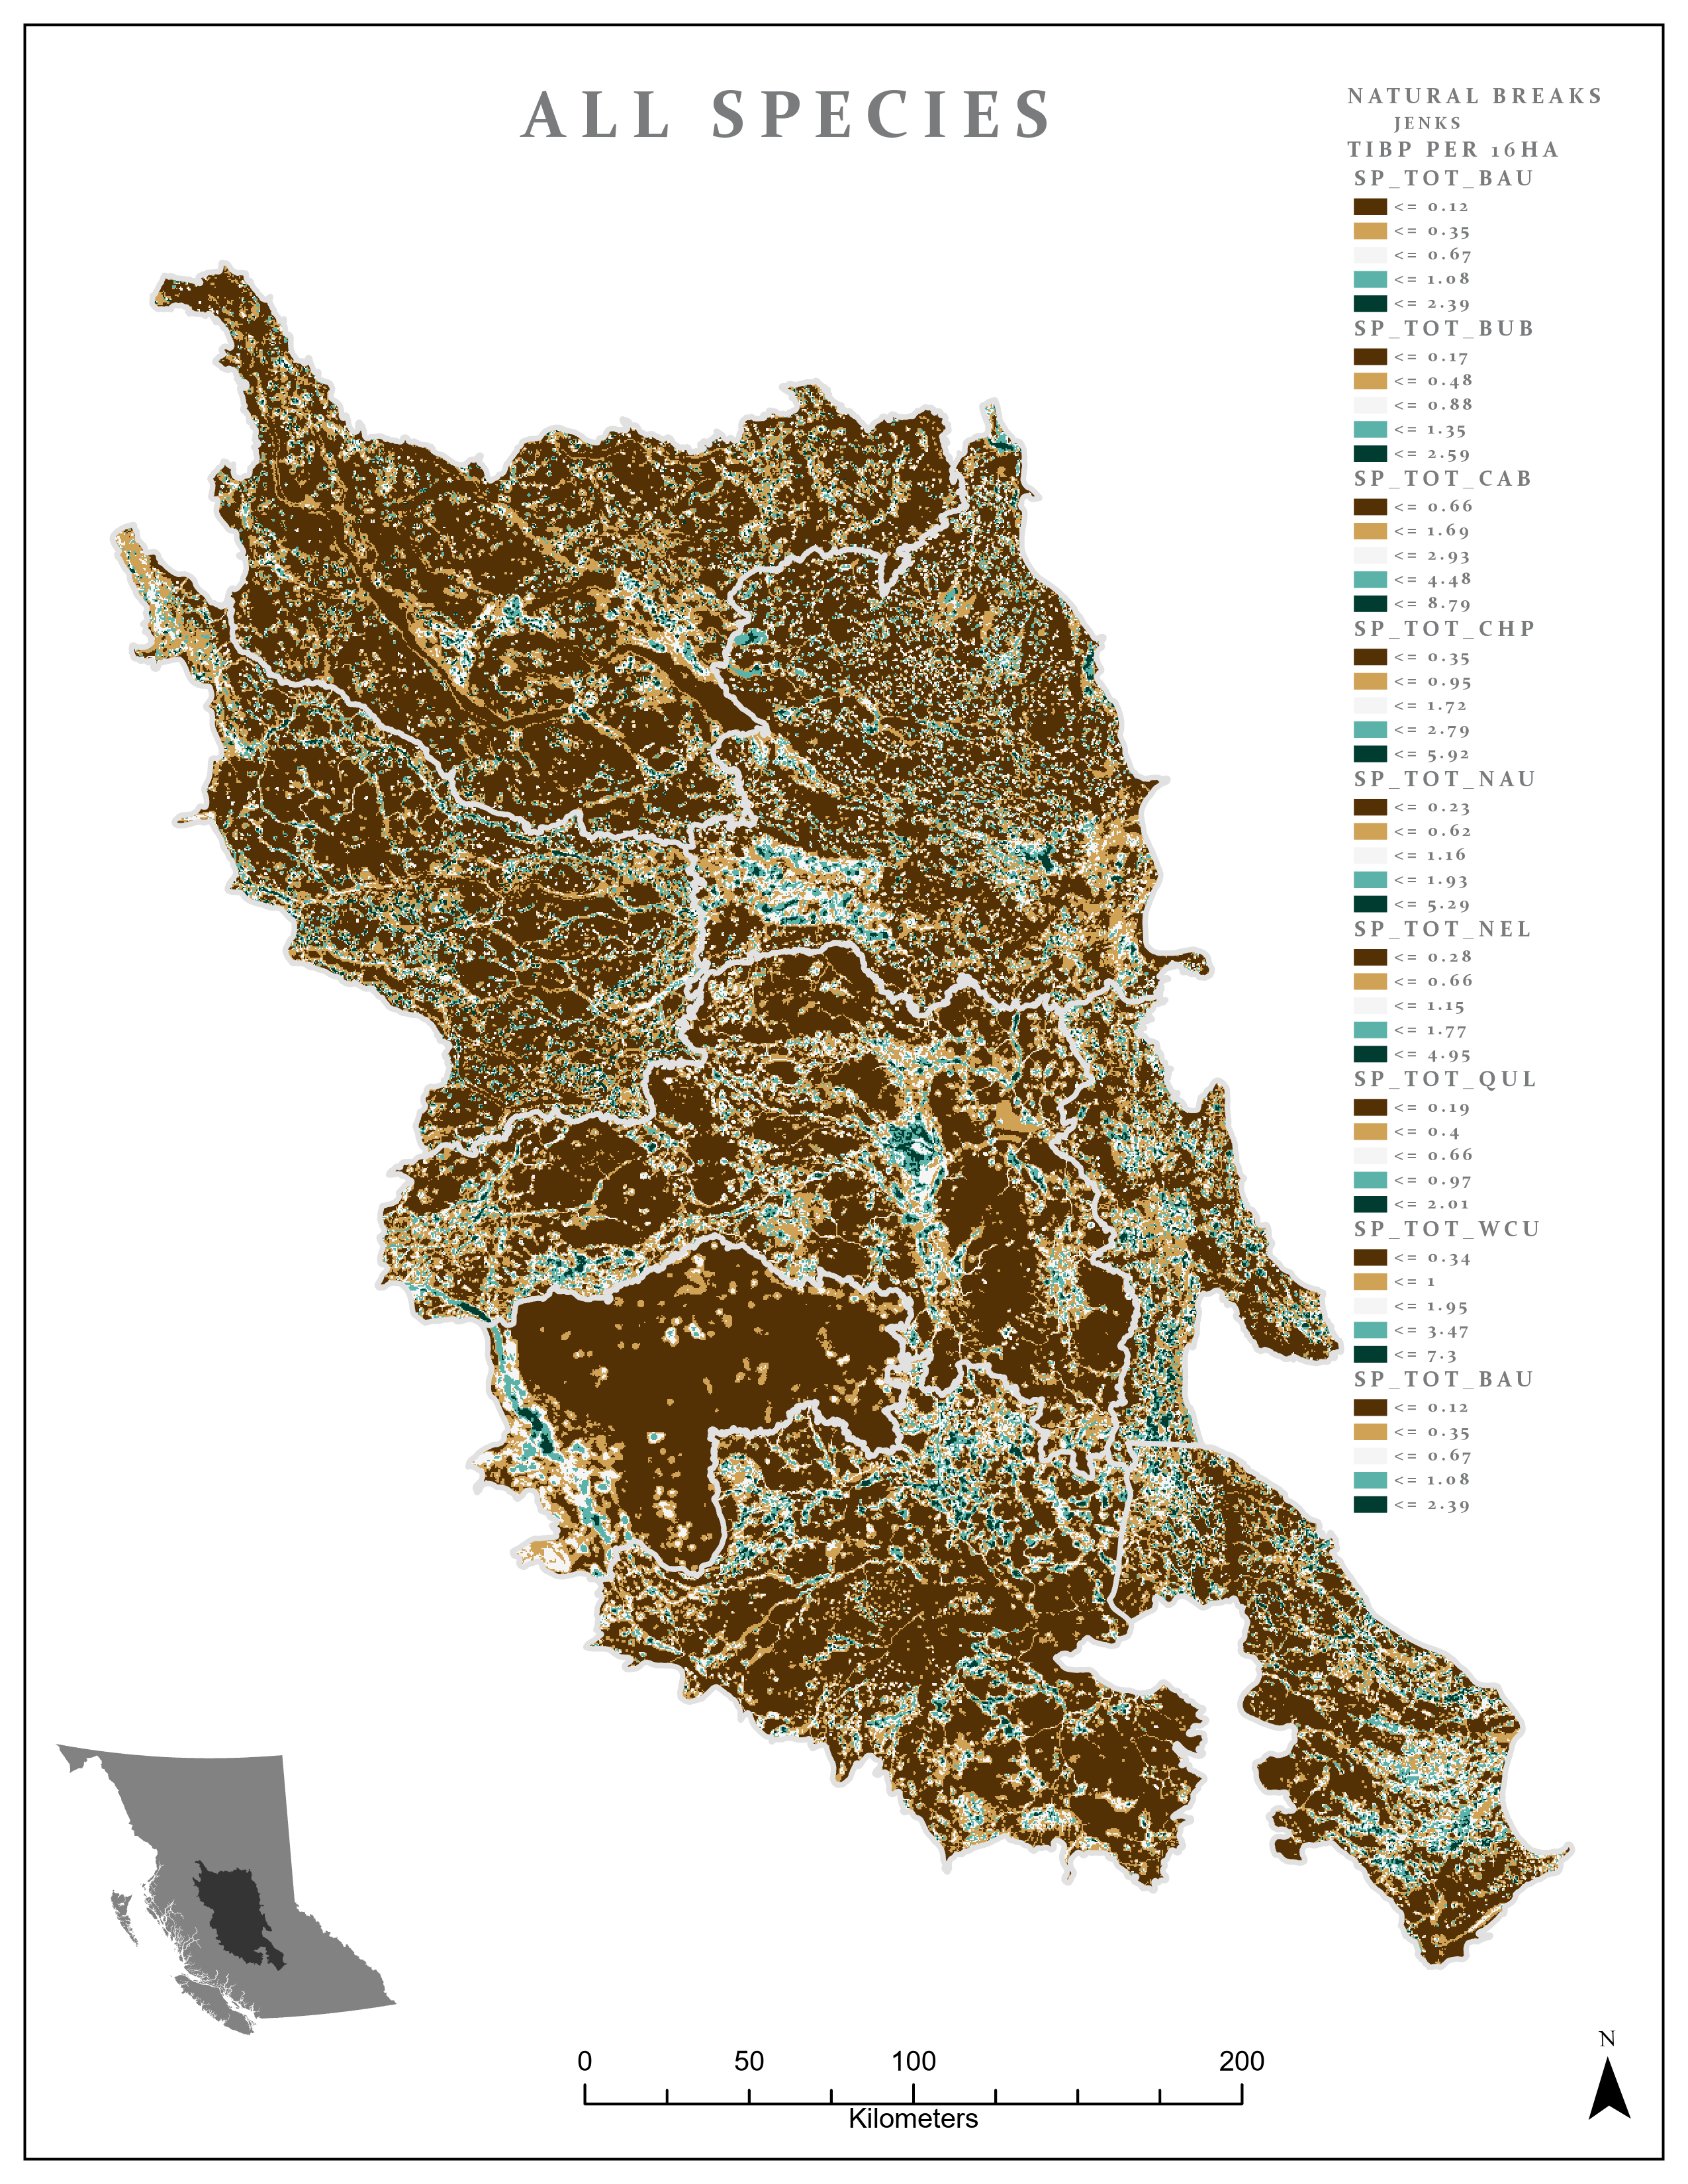 ALL SPECIES
NATURAL BREAKS
JENKS
TIBP PER 16HA
SP_TOT_BAU
<= 0.12
<= 0.35
<= 0.67
<= 1.08
<= 2.39
SP_TOT_BUB
<= 0.17
<= 0.48
<= 0.88
<= 1.35
<= 2.59
SP_TOT_CAB
<= 0.66
<= 1.69
<= 2.93
<= 4.48
<= 8.79
SP_TOT_CHP
<= 0.35
<= 0.95
<= 1.72
<= 2.79
<= 5.92
SP_TOT_NAU
<= 0.23
<= 0.62
<= 1.16
<= 1.93
<= 5.29
SP_TOT_NEL
<= 0.28
<= 0.66
<= 1.15
<= 1.77
<= 4.95
SP_TOT_QUL
<= 0.19
<= 0.4
<= 0.66
<= 0.97
<= 2.01
SP_TOT_WCU
<= 0.34
<= 1
<= 1.95
<= 3.47
<= 7.3
SP_TOT_BAU
<= 0.12
<= 0.35
<= 0.67
<= 1.08
<= 2.39
N
0 50 100 200
Kilometers